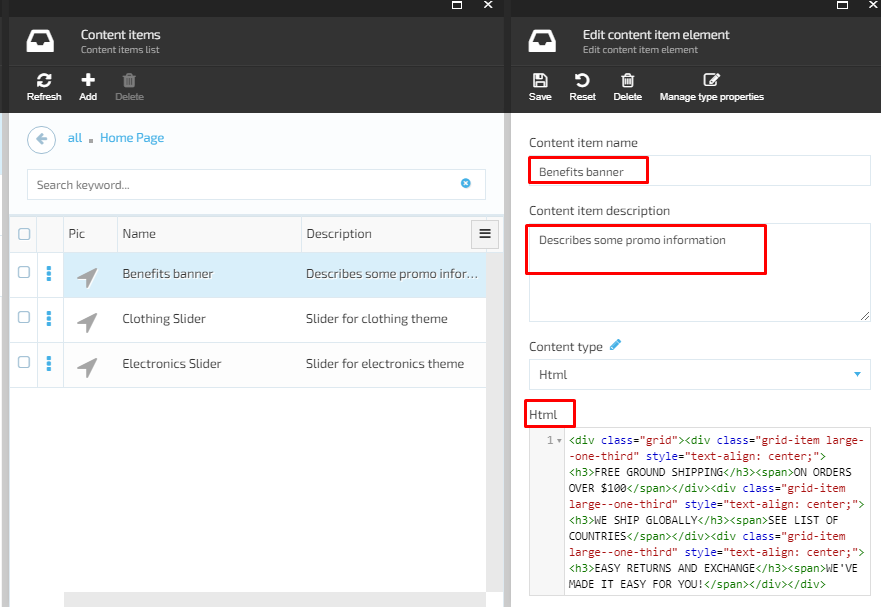 Content items
Content items list
Refresh
Add
Delete
all
Home Page
Search keyword...
Pic
Name
Description
Benefits banner
Describes some promo infor...
Clothing Slider
Slider for clothing theme
Electronics Slider
Slider for electronics theme
Edit content item element
Edit content item element
Save
Reset
Delete
Manage type properties
Content item name
Benefits banner
Content item description
Describes some promo information
Content type
Html
Html
1
<div class="grid"><div class="grid-item large-
-one-third" style="text-align: center;">
<h3>FREE GROUND SHIPPING</h3><span>ON ORDERS
OVER $100</span></div><div class="grid-item
large--one-third" style="text-align: center;">
<h3>WE SHIP GLOBALLY</h3><span>SEE LIST OF
COUNTRIES</span></div><div class="grid-item
large--one-third" style="text-align: center;">
<h3>EASY RETURNS AND EXCHANGE</h3><span>WE'VE
MADE IT EASY FOR YOU!</span></div></div>